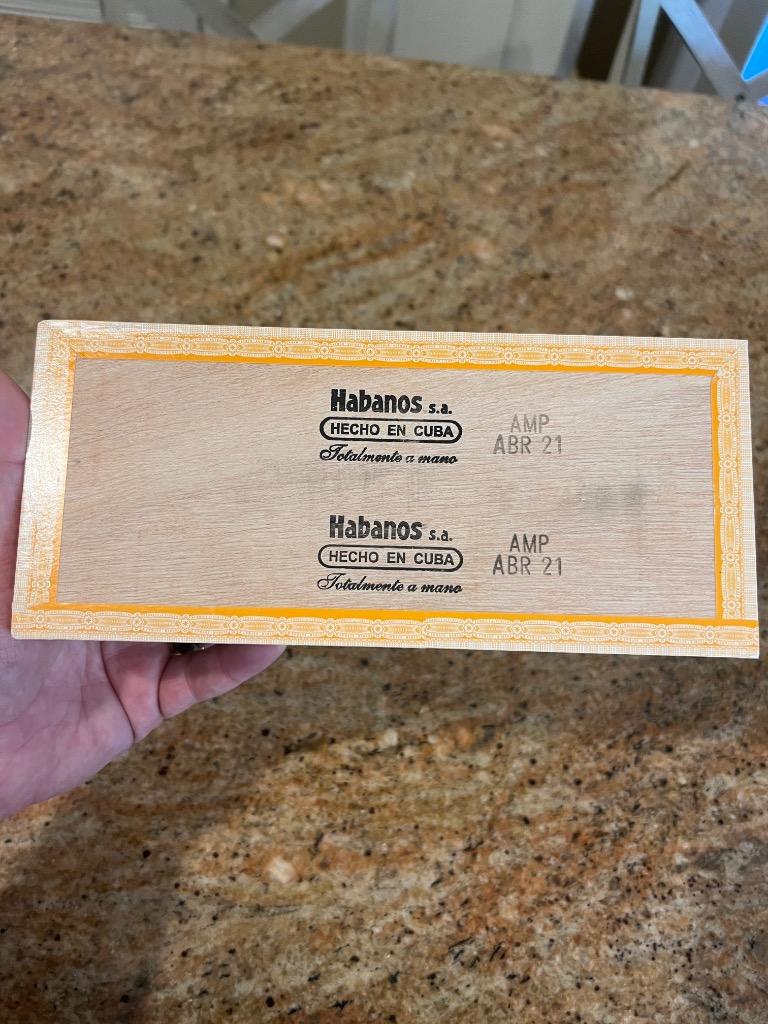 Habanos s.a.
HECHO EN CUBA
Totalmente a mano
AMP
ABR 21
Habanos s.a.
HECHO EN CUBA
Totalmente a mano
AMP
ABR 21